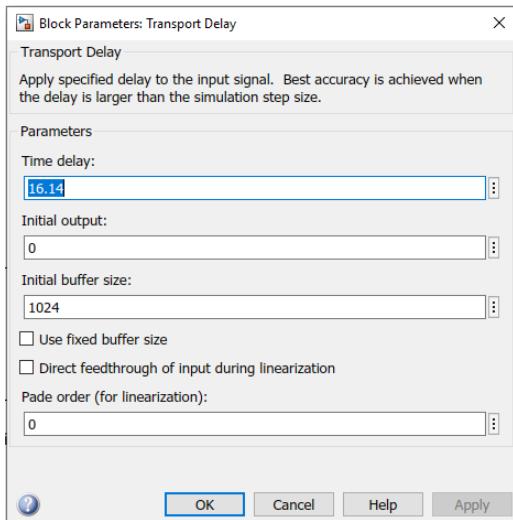 Block Parameters: Transport Delay
Transport Delay
Apply specified delay to the input signal. Best accuracy is achieved when
the delay is larger than the simulation step size.
Parameters
Time delay:
16.14
Initial output:
0
Initial buffer size:
1024
Use fixed buffer size
Direct feedthrough of input during linearization
Pade order (for linearization):
0
OK Cancel Help Apply